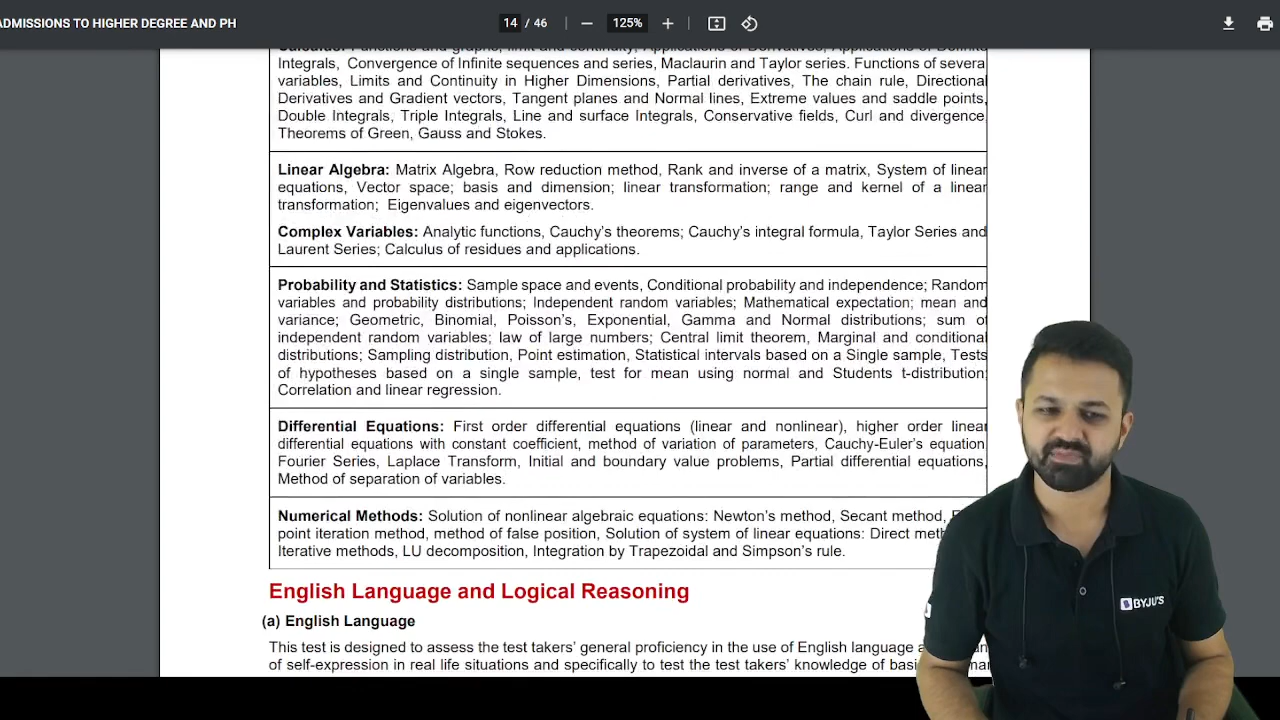 ADMISSIONS TO HIGHER DEGREE AND PH
14 / 46
125%
Calculus: Functions and graphs, limit and continuity, Applications of Derivatives, Applications of Definite
Integrals, Convergence of Infinite sequences and series, Maclaurin and Taylor series. Functions of severa
variables, Limits and Continuity in Higher Dimensions, Partial derivatives, The chain rule, Directional
Derivatives and Gradient vectors, Tangent planes and Normal lines, Extreme values and saddle points,
Double Integrals, Triple Integrals, Line and surface Integrals, Conservative fields, Curl and divergence,
Theorems of Green, Gauss and Stokes.
Linear Algebra: Matrix Algebra, Row reduction method, Rank and inverse of a matrix, System of linear
equations, Vector space; basis and dimension; linear transformation; range and kernel of a linear
transformation; Eigenvalues and eigenvectors.
Complex Variables: Analytic functions, Cauchy's theorems; Cauchy's integral formula, Taylor Series and
Laurent Series; Calculus of residues and applications.
Probability and Statistics: Sample space and events, Conditional probability and independence; Random
variables and probability distributions; Independent random variables; Mathematical expectation; mean and
variance; Geometric, Binomial, Poisson's, Exponential, Gamma and Normal distributions; sum of
independent random variables; law of large numbers; Central limit theorem, Marginal and conditional
distributions; Sampling distribution, Point estimation, Statistical intervals based on a Single sample, Tests
of hypotheses based on a single sample, test for mean using normal and Students t-distribution;
Correlation and linear regression.
Differential Equations: First order differential equations (linear and nonlinear), higher order linear
differential equations with constant coefficient, method of variation of parameters, Cauchy-Euler's equation,
Fourier Series, Laplace Transform, Initial and boundary value problems, Partial differential equations,
Method of separation of variables.
Numerical Methods: Solution of nonlinear algebraic equations: Newton's method, Secant method,
point iteration method, method of false position, Solution of system of linear equations: Direct
Iterative methods, LU decomposition, Integration by Trapezoidal and Simpson's rule.
English Language and Logical Reasoning
(a) English Language
This test is designed to assess the test takers' general proficiency in the use of English language
of self-expression in real life situations and specifically to test the test takers' knowledge of
BYJU'S